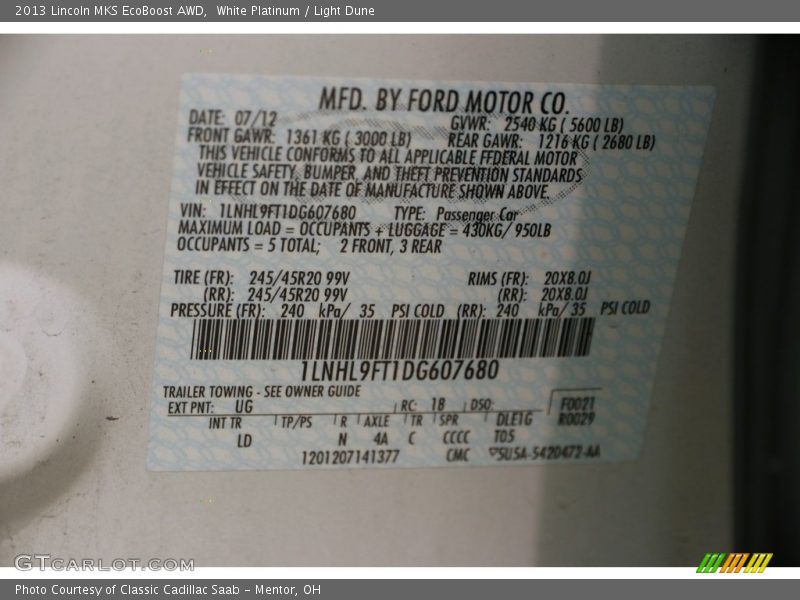 2013 Lincoln MKS EcoBoost AWD, White Platinum / Light Dune
MFD. BY FORD MOTOR CO.
DATE: 07/12 GVWR: 2540 KG ( 5600 LB)
FRONT GAWR: 1361 KG ( 3000 LB) REAR GAWR: 1216 KG ( 2680 LB)
THIS VEHICLE CONFORMS TO ALL APPLICABLE FEDERAL MOTOR
VEHICLE SAFETY, BUMPER, AND THEFT PREVENTION STANDARDS
IN EFFECT ON THE DATE OF MANUFACTURE SHOWN ABOVE.
VIN: 1LNHL9FT1DG607680 TYPE: Passenger Car
MAXIMUM LOAD = OCCUPANTS + LUGGAGE = 430KG/ 950LB
OCCUPANTS = 5 TOTAL; 2 FRONT, 3 REAR
TIRE (FR): 245/45R20 99V RIMS (FR): 20X8.0J
(RR): 245/45R20 99V (RR): 20X8.0J
PRESSURE (FR): 240 kPa/ 35 PSI COLD (RR): 240 kPa/ 35 PSI COLD
1LNHL9FT1DG607680
TRAILER TOWING - SEE OWNER GUIDE
EXT PNT: UG RC: 18 DSO: F0021
INT TR TP/PS R AXLE TR SPR DLE1G R0029
LD N 4A C CCCC T05
1201207141377 CMC 5U5A-5420472-AA
GTCARLOT.COM
Photo Courtesy of Classic Cadillac Saab - Mentor, OH